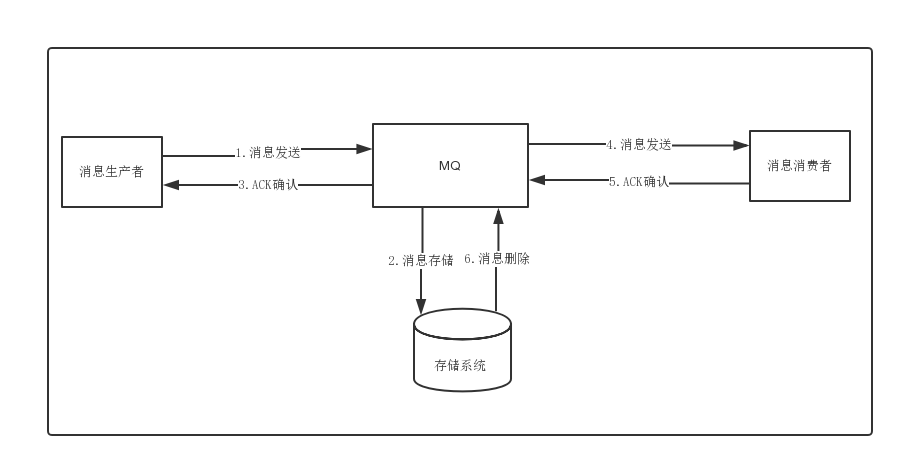 1.消息发送
4.消息发送
消息生产者
MQ
消息消费者
3.ACK确认
5.ACK确认
2.消息存储
6.消息删除
存储系统